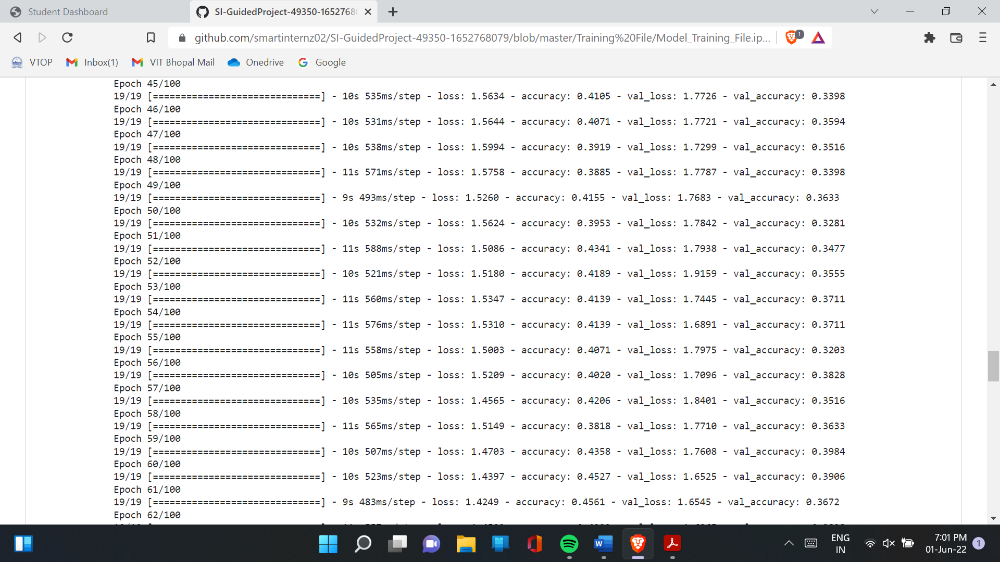 Student Dashboard
SI-GuidedProject-49350-16527680
github.com/smartinternz02/SI-GuidedProject-49350-1652768079/blob/master/Training%20File/Model_Training_File.ip...
1
VTOP
Inbox(1)
VIT Bhopal Mail
Onedrive
Google
Epoch 45/100
19/19 [==============================] - 10s 535ms/step - loss: 1.5634 - accuracy: 0.4105 - val_loss: 1.7726 - val_accuracy: 0.3398
Epoch 46/100
19/19 [==============================] - 10s 531ms/step - loss: 1.5644 - accuracy: 0.4071 - val_loss: 1.7721 - val_accuracy: 0.3594
Epoch 47/100
19/19 [==============================] - 10s 538ms/step - loss: 1.5994 - accuracy: 0.3919 - val_loss: 1.7299 - val_accuracy: 0.3516
Epoch 48/100
19/19 [==============================] - 11s 571ms/step - loss: 1.5758 - accuracy: 0.3885 - val_loss: 1.7787 - val_accuracy: 0.3398
Epoch 49/100
19/19 [==============================] - 9s 493ms/step - loss: 1.5260 - accuracy: 0.4155 - val_loss: 1.7683 - val_accuracy: 0.3633
Epoch 50/100
19/19 [==============================] - 10s 532ms/step - loss: 1.5624 - accuracy: 0.3953 - val_loss: 1.7842 - val_accuracy: 0.3281
Epoch 51/100
19/19 [==============================] - 11s 588ms/step - loss: 1.5086 - accuracy: 0.4341 - val_loss: 1.7938 - val_accuracy: 0.3477
Epoch 52/100
19/19 [==============================] - 10s 521ms/step - loss: 1.5180 - accuracy: 0.4189 - val_loss: 1.9159 - val_accuracy: 0.3555
Epoch 53/100
19/19 [==============================] - 11s 560ms/step - loss: 1.5347 - accuracy: 0.4139 - val_loss: 1.7445 - val_accuracy: 0.3711
Epoch 54/100
19/19 [==============================] - 11s 576ms/step - loss: 1.5310 - accuracy: 0.4139 - val_loss: 1.6891 - val_accuracy: 0.3711
Epoch 55/100
19/19 [==============================] - 11s 558ms/step - loss: 1.5003 - accuracy: 0.4071 - val_loss: 1.7975 - val_accuracy: 0.3203
Epoch 56/100
19/19 [==============================] - 10s 505ms/step - loss: 1.5209 - accuracy: 0.4020 - val_loss: 1.7096 - val_accuracy: 0.3828
Epoch 57/100
19/19 [==============================] - 10s 535ms/step - loss: 1.4565 - accuracy: 0.4206 - val_loss: 1.8401 - val_accuracy: 0.3516
Epoch 58/100
19/19 [==============================] - 11s 565ms/step - loss: 1.5149 - accuracy: 0.3818 - val_loss: 1.7710 - val_accuracy: 0.3633
Epoch 59/100
19/19 [==============================] - 10s 507ms/step - loss: 1.4703 - accuracy: 0.4358 - val_loss: 1.7608 - val_accuracy: 0.3984
Epoch 60/100
19/19 [==============================] - 10s 523ms/step - loss: 1.4397 - accuracy: 0.4527 - val_loss: 1.6525 - val_accuracy: 0.3906
Epoch 61/100
19/19 [==============================] - 9s 483ms/step - loss: 1.4249 - accuracy: 0.4561 - val_loss: 1.6545 - val_accuracy: 0.3672
Epoch 62/100
W
ENG
IN
7:01 PM
01-Jun-22
1